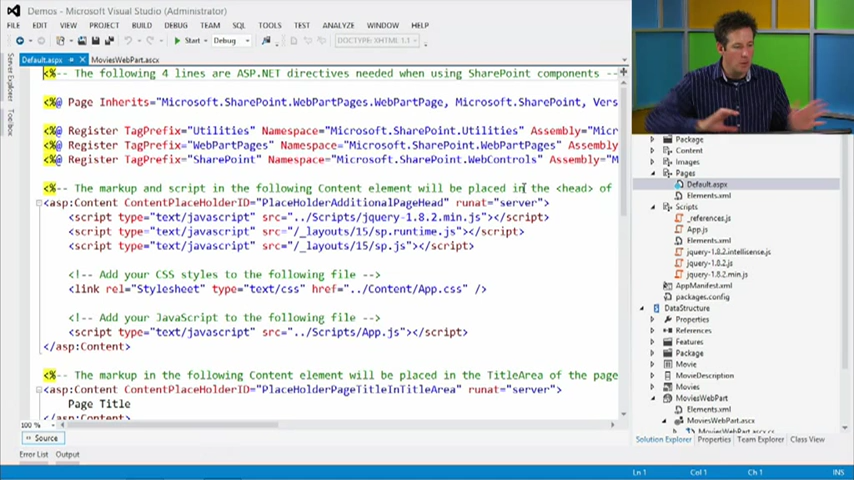 Demos - Microsoft Visual Studio (Administrator)
FILE EDIT VIEW PROJECT BUILD DEBUG TEAM SQL TOOLS TEST ANALYZE WINDOW HELP
Start Debug DOCTYPE: XHTML 1.1
Default.aspx MoviesWebPart.ascx
Server Explorer
Toolbox
<%-- The following 4 lines are ASP.NET directives needed when using SharePoint components --
<%@ Page Inherits="Microsoft.SharePoint.WebPartPages.WebPartPage, Microsoft.SharePoint, Vers
<%@ Register TagPrefix="Utilities" Namespace="Microsoft.SharePoint.Utilities" Assembly="Micr
<%@ Register TagPrefix="WebPartPages" Namespace="Microsoft.SharePoint.WebPartPages" Assembly
<%@ Register TagPrefix="SharePoint" Namespace="Microsoft.SharePoint.WebControls" Assembly="M
<%-- The markup and script in the following Content element will be placed in the <head> of
<asp:Content ContentPlaceHolderID="PlaceHolderAdditionalPageHead" runat="server">
<script type="text/javascript" src="../Scripts/jquery-1.8.2.min.js"></script>
<script type="text/javascript" src="/_layouts/15/sp.runtime.js"></script>
<script type="text/javascript" src="/_layouts/15/sp.js"></script>
<!-- Add your CSS styles to the following file -->
<link rel="Stylesheet" type="text/css" href="../Content/App.css" />
<!-- Add your JavaScript to the following file -->
<script type="text/javascript" src="../Scripts/App.js"></script>
</asp:Content>
<%-- The markup in the following Content element will be placed in the TitleArea of the page
<asp:Content ContentPlaceHolderID="PlaceHolderPageTitleInTitleArea" runat="server">
Page Title
</asp:Content>
100 %
Source
Error List Output
Package
Content
Images
Pages
Default.aspx
Elements.xml
Scripts
_references.js
App.js
Elements.xml
jquery-1.8.2.intellisense.js
jquery-1.8.2.js
jquery-1.8.2.min.js
AppManifest.xml
packages.config
DataStructure
Properties
References
Features
Package
Movie
MovieDescription
Movies
MoviesWebPart
Elements.xml
MoviesWebPart.ascx
MoviesWebPart.ascx.cs
Solution Explorer Properties Team Explorer Class View
Ln 1 Col 1 Ch 1 INS